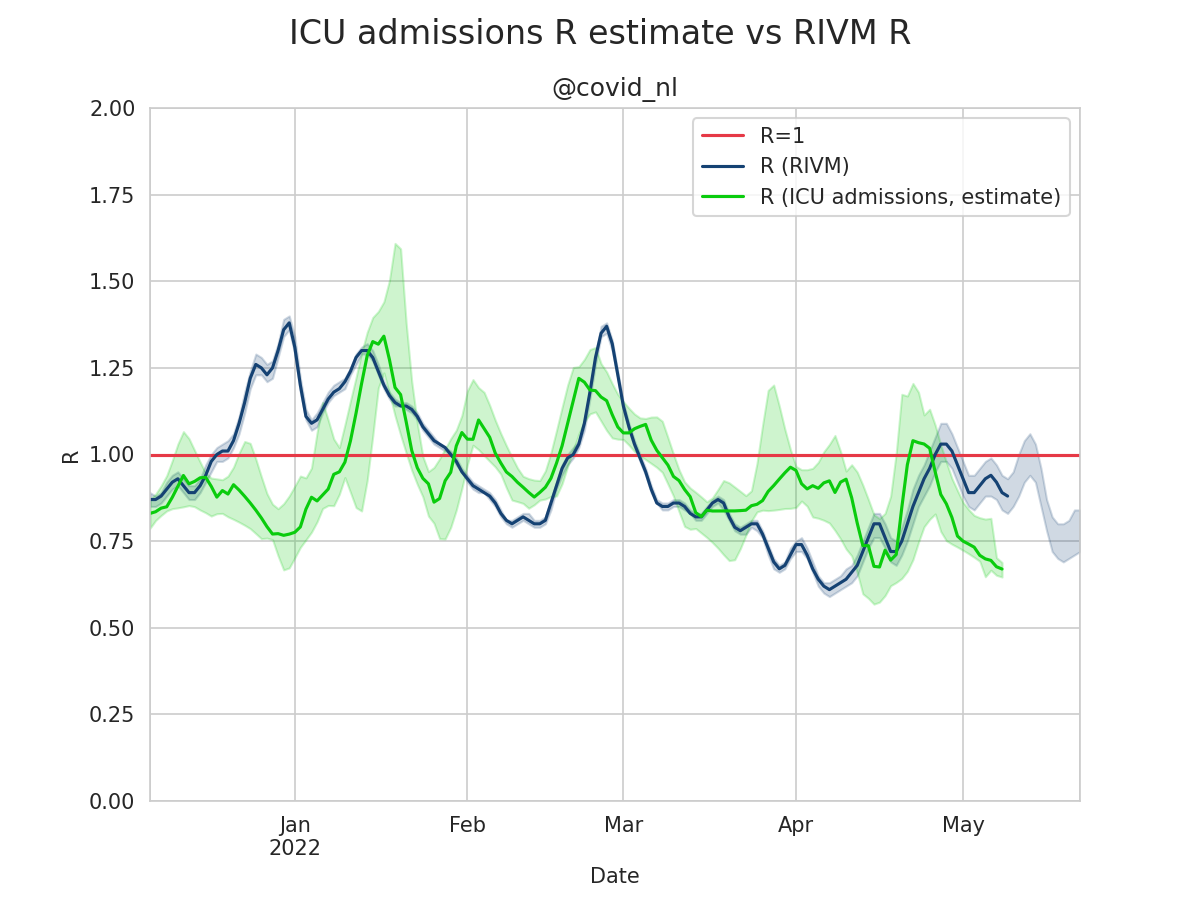 ICU admissions R estimate vs RIVM R
@covid_nl
2.00
1.75
1.50
1.25
1.00
0.75
0.50
0.25
0.00
R
R=1
R (RIVM)
R (ICU admissions, estimate)
Jan
2022
Feb
Mar
Apr
May
Date